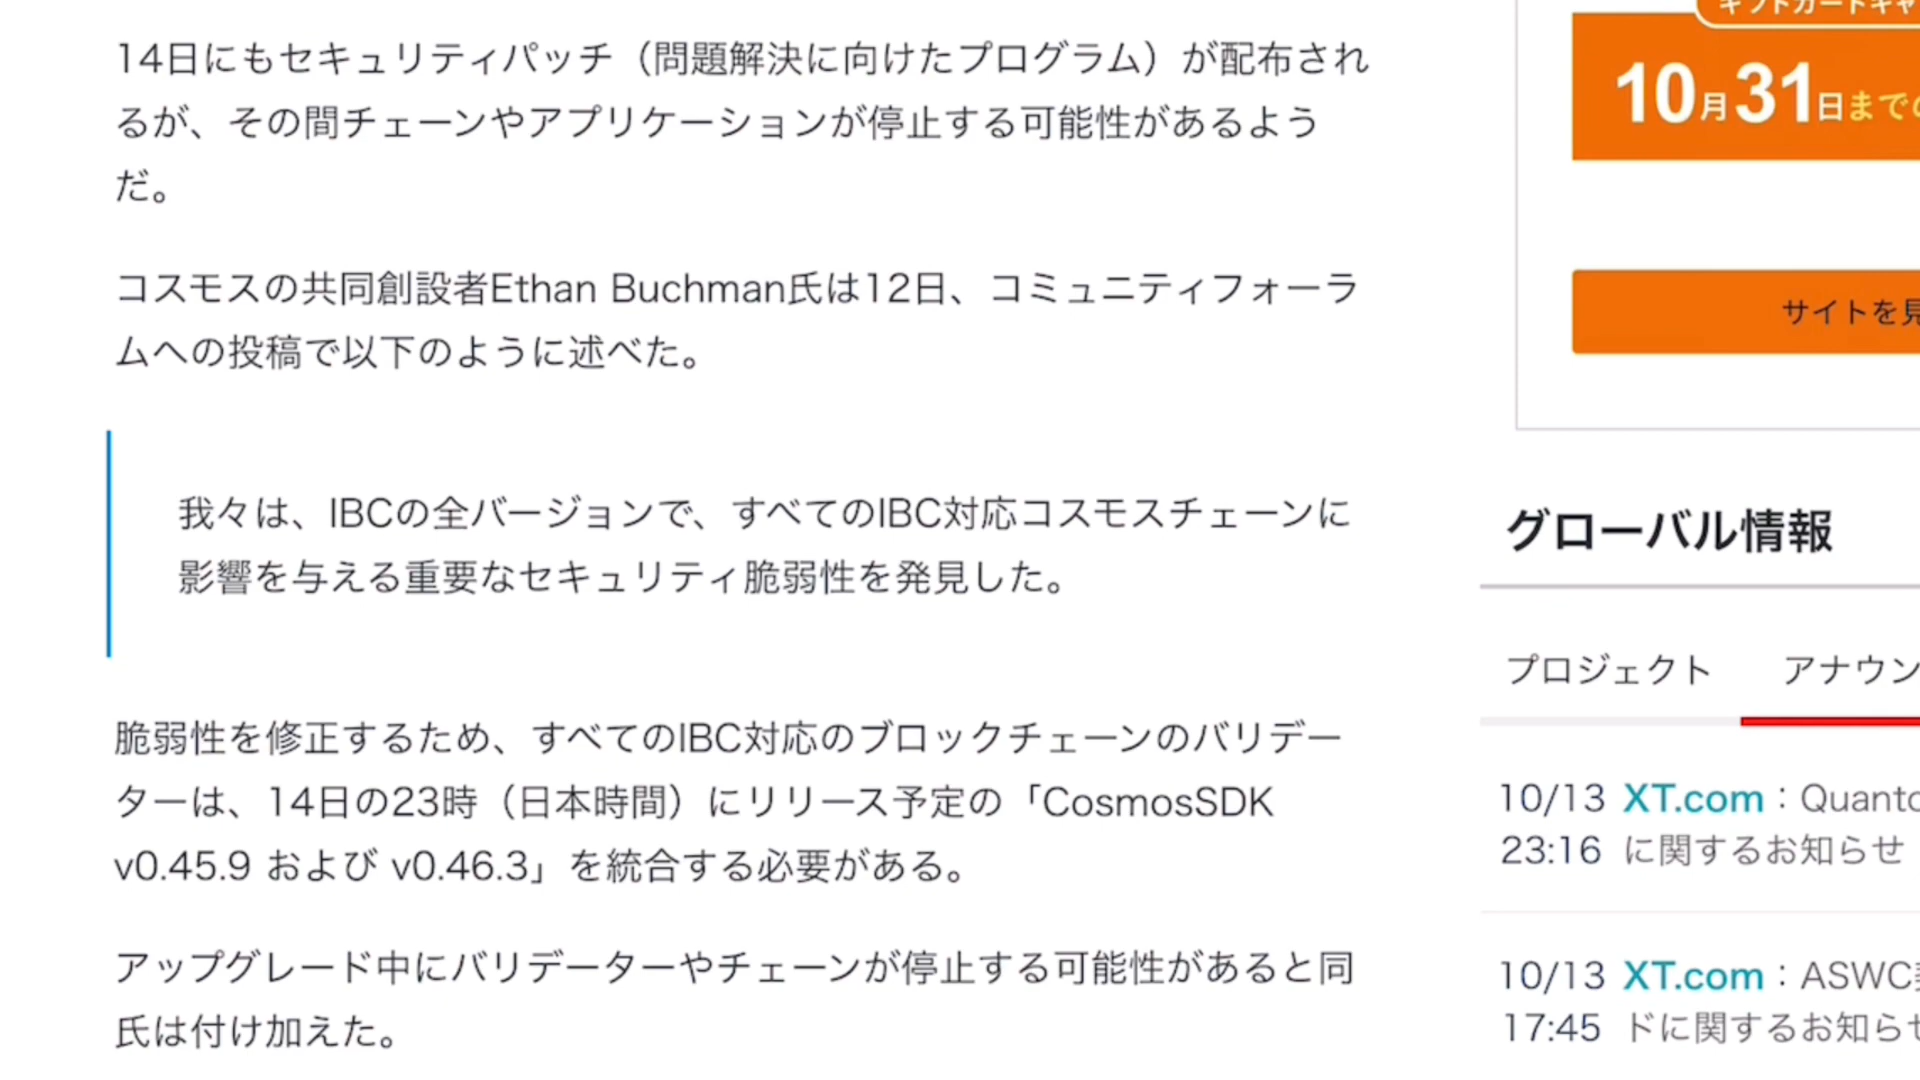 14日にもセキュリティパッチ（問題解決に向けたプログラム）が配布され
るが、その間チェーンやアプリケーションが停止する可能性があるよう
だ。
コスモスの共同創設者Ethan Buchman氏は12日、コミュニティフォーラ
ムへの投稿で以下のように述べた。
我々は、IBCの全バージョンで、すべてのIBC対応コスモスチェーンに
影響を与える重要なセキュリティ脆弱性を発見した。
脆弱性を修正するため、すべてのIBC対応のブロックチェーンのバリデー
ターは、14日の23時（日本時間）にリリース予定の「CosmosSDK
v0.45.9 および v0.46.3」を統合する必要がある。
アップグレード中にバリデーターやチェーンが停止する可能性があると同
氏は付け加えた。
10月31日まで
サイトを見
グローバル情報
プロジェクト アナウン
10/13 XT.com：Quanto
23:16 に関するお知らせ
10/13 XT.com：ASWC
17:45 ドに関するお知らせ